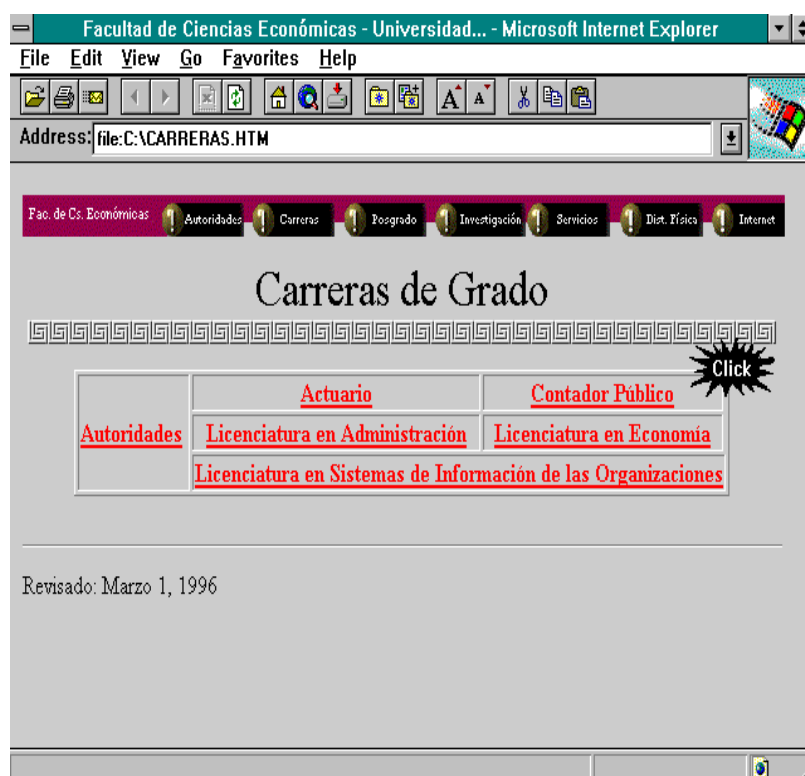 Facultad de Ciencias Económicas - Universidad... - Microsoft Internet Explorer
File Edit View Go Favorites Help
Address: file:C:\CARRERAS.HTM
Fac. de Cs. Económicas Autoridades Carreras Posgrado Investigación Servicios Dist. Física Internet
Carreras de Grado
Click
Actuario Contador Público
Autoridades Licenciatura en Administración Licenciatura en Economía
Licenciatura en Sistemas de Información de las Organizaciones
Revisado: Marzo 1, 1996